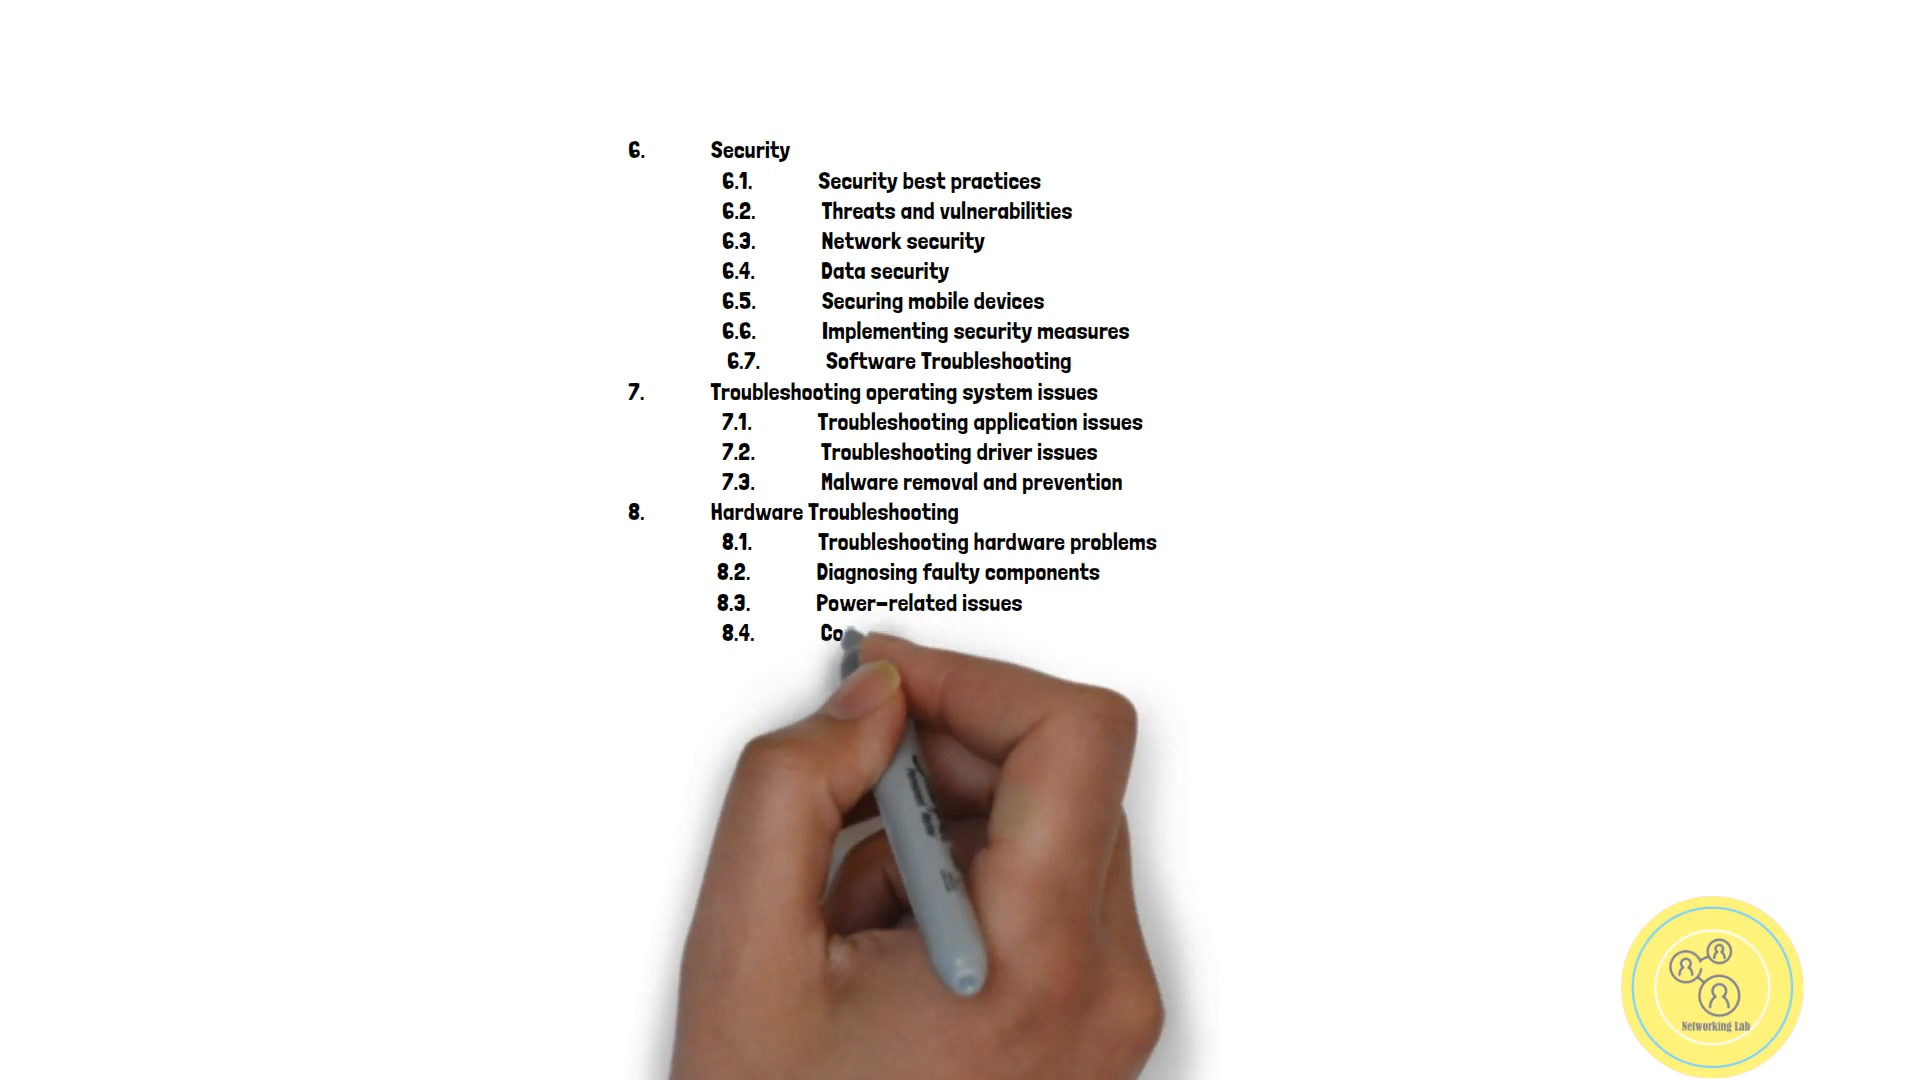 6. Security
6.1. Security best practices
6.2. Threats and vulnerabilities
6.3. Network security
6.4. Data security
6.5. Securing mobile devices
6.6. Implementing security measures
6.7. Software Troubleshooting
7. Troubleshooting operating system issues
7.1. Troubleshooting application issues
7.2. Troubleshooting driver issues
7.3. Malware removal and prevention
8. Hardware Troubleshooting
8.1. Troubleshooting hardware problems
8.2. Diagnosing faulty components
8.3. Power-related issues
8.4. Co
Networking Lab